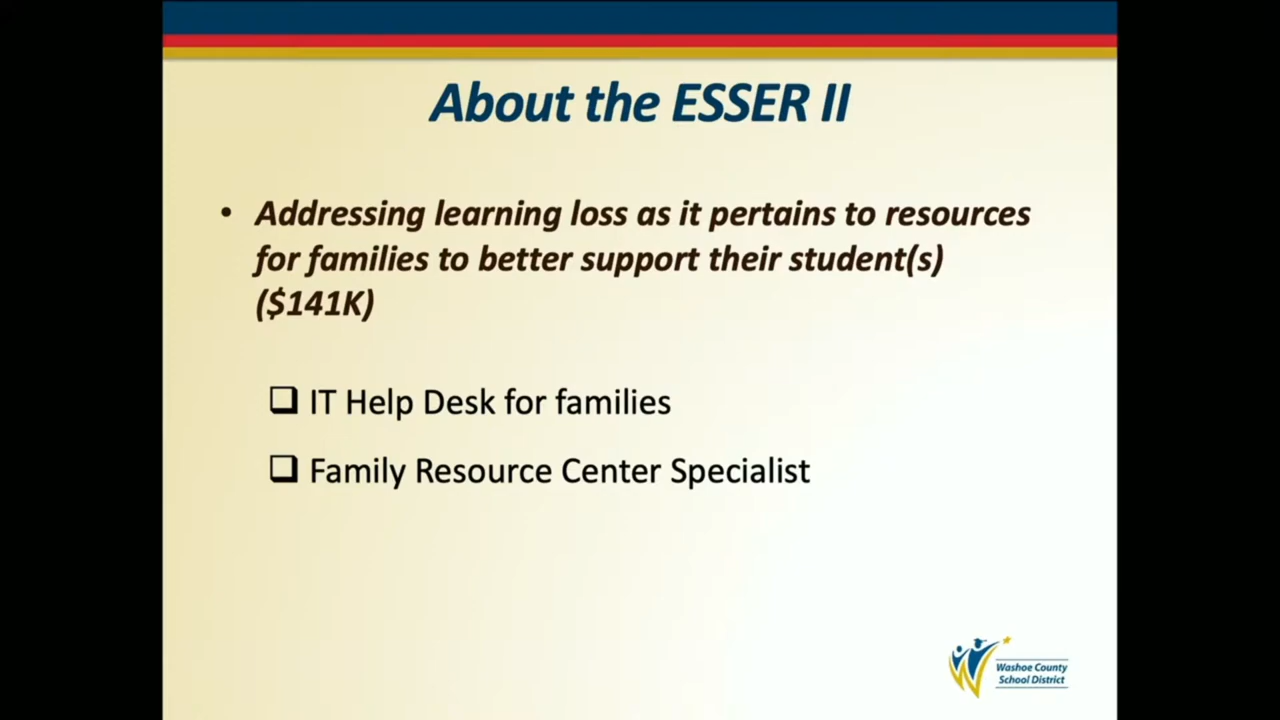 About the ESSER II
• Addressing learning loss as it pertains to resources
for families to better support their student(s)
($141K)
❑ IT Help Desk for families
❑ Family Resource Center Specialist
Washoe County
School District